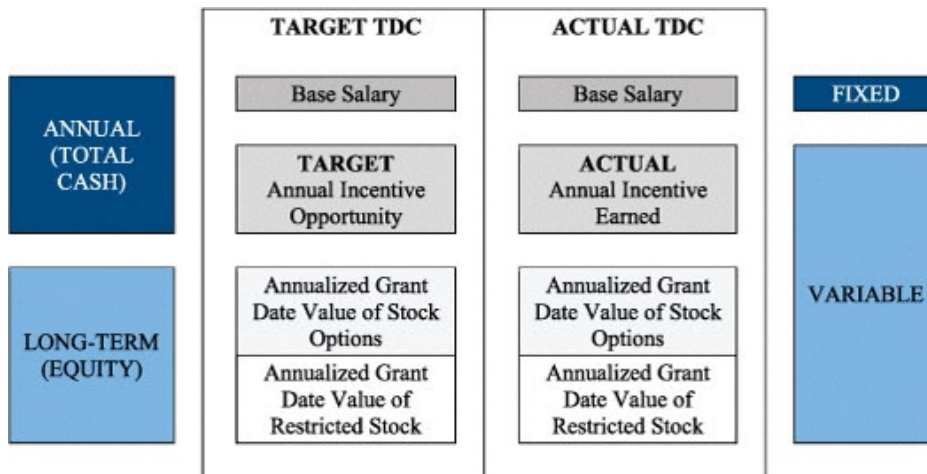 TARGET TDC
ACTUAL TDC
Base Salary
Base Salary
FIXED
ANNUAL
(TOTAL
CASH)
TARGET
Annual Incentive
Opportunity
ACTUAL
Annual Incentive
Earned
VARIABLE
LONG-TERM
(EQUITY)
Annualized Grant
Date Value of Stock
Options
Annualized Grant
Date Value of Stock
Options
Annualized Grant
Date Value of
Restricted Stock
Annualized Grant
Date Value of
Restricted Stock